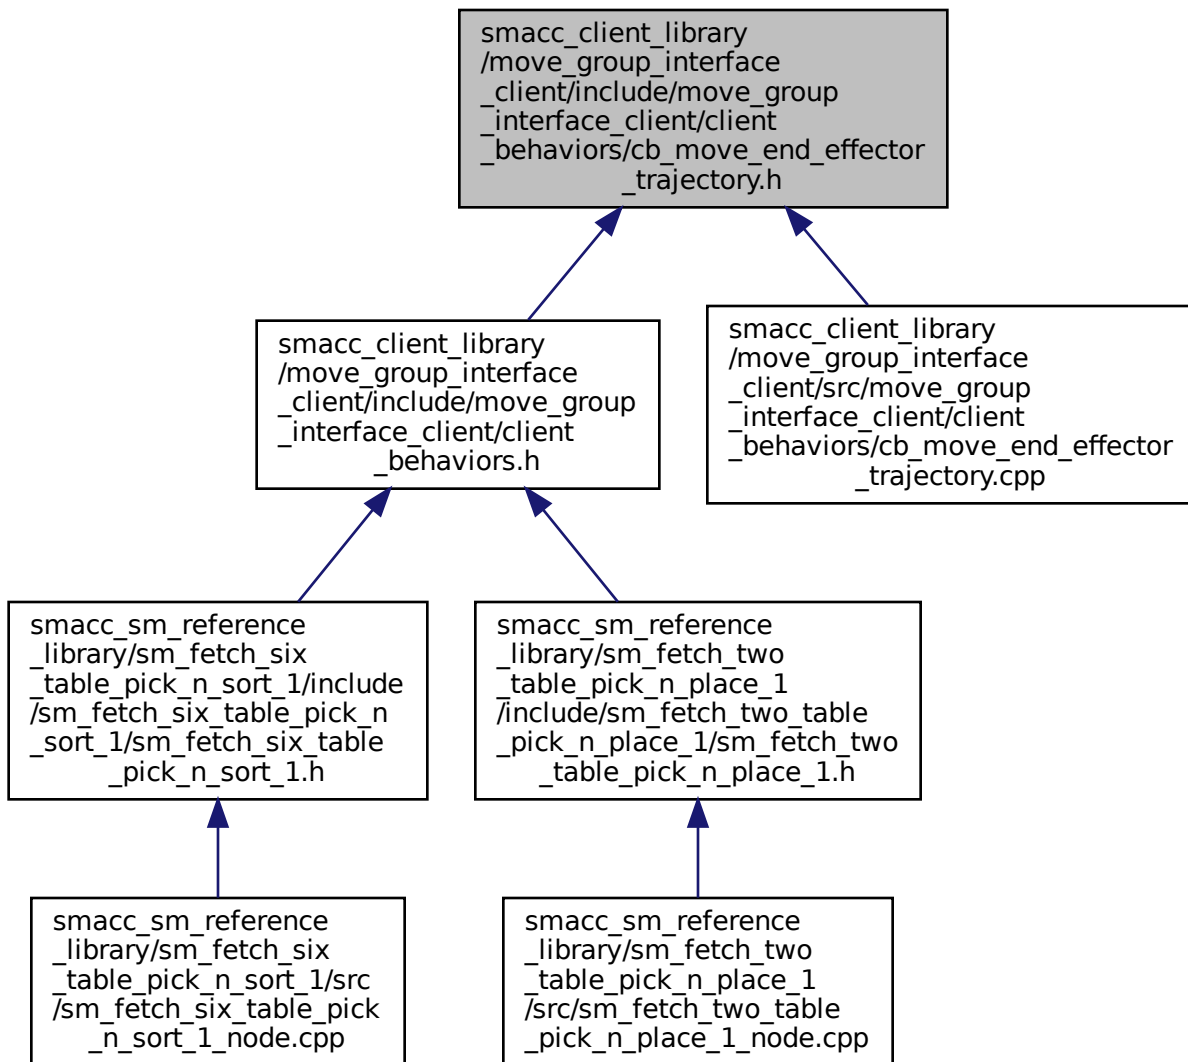 smacc_client_library
/move_group_interface
_client/include/move_group
_interface_client/client
_behaviors/cb_move_end_effector
_trajectory.h
smacc_client_library
/move_group_interface
_client/include/move_group
_interface_client/client
_behaviors.h
smacc_client_library
/move_group_interface
_client/src/move_group
_interface_client/client
_behaviors/cb_move_end_effector
_trajectory.cpp
smacc_sm_reference
_library/sm_fetch_six
_table_pick_n_sort_1/include
/sm_fetch_six_table_pick_n
_sort_1/sm_fetch_six_table
_pick_n_sort_1.h
smacc_sm_reference
_library/sm_fetch_two
_table_pick_n_place_1
/include/sm_fetch_two_table
_pick_n_place_1/sm_fetch_two
_table_pick_n_place_1.h
smacc_sm_reference
_library/sm_fetch_six
_table_pick_n_sort_1/src
/sm_fetch_six_table_pick
_n_sort_1_node.cpp
smacc_sm_reference
_library/sm_fetch_two
_table_pick_n_place_1
/src/sm_fetch_two_table
_pick_n_place_1_node.cpp